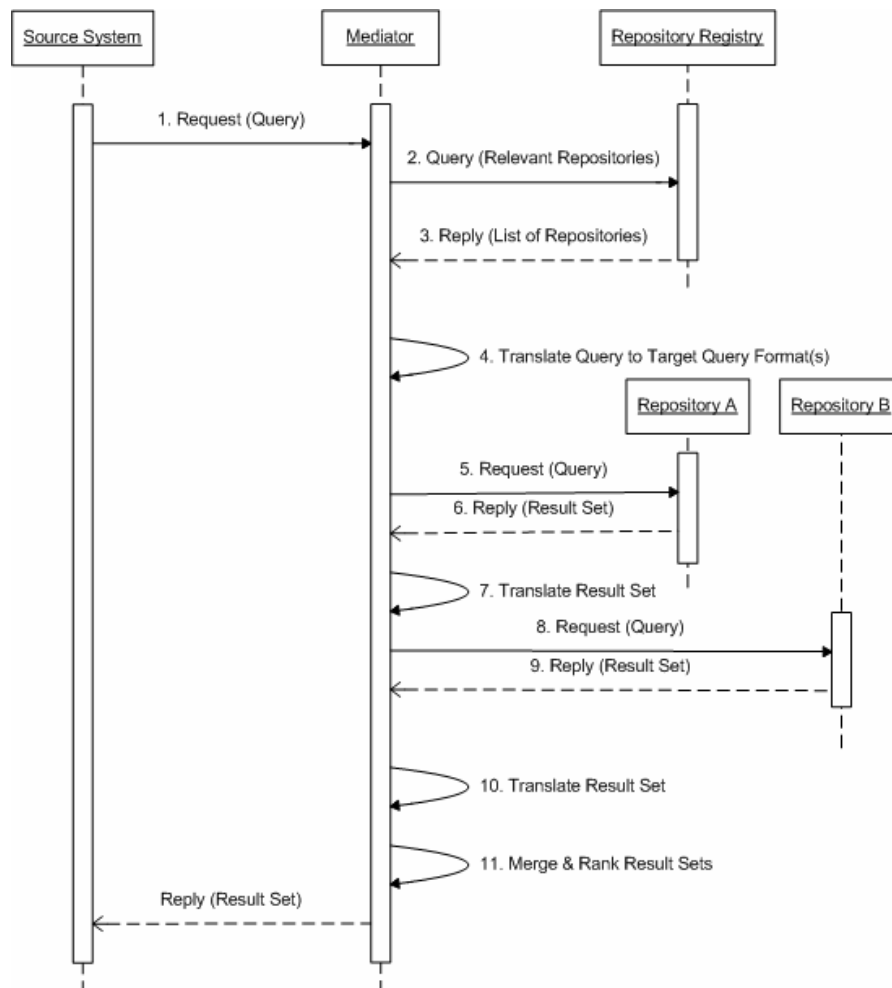 Source System
Mediator
Repository Registry
1. Request (Query)
2. Query (Relevant Repositories)
3. Reply (List of Repositories)
4. Translate Query to Target Query Format(s)
Repository A
Repository B
5. Request (Query)
6. Reply (Result Set)
7. Translate Result Set
8. Request (Query)
9. Reply (Result Set)
10. Translate Result Set
11. Merge & Rank Result Sets
Reply (Result Set)